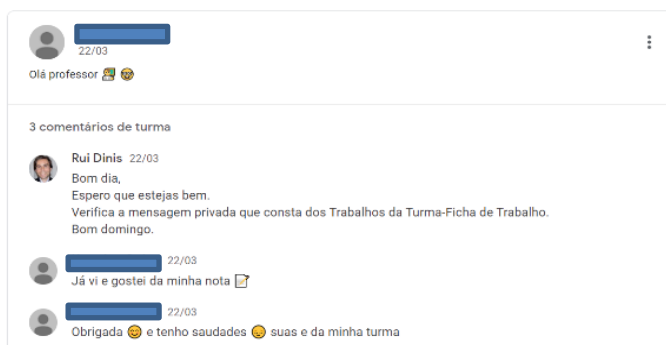 22/03
Olá professor 👨‍🏫 🤓
3 comentários de turma
Rui Dinis 22/03
Bom dia,
Espero que estejas bem.
Verifica a mensagem privada que consta dos Trabalhos da Turma-Ficha de Trabalho.
Bom domingo.
22/03
Já vi e gostei da minha nota 📝
22/03
Obrigada 😊 e tenho saudades 😞 suas e da minha turma